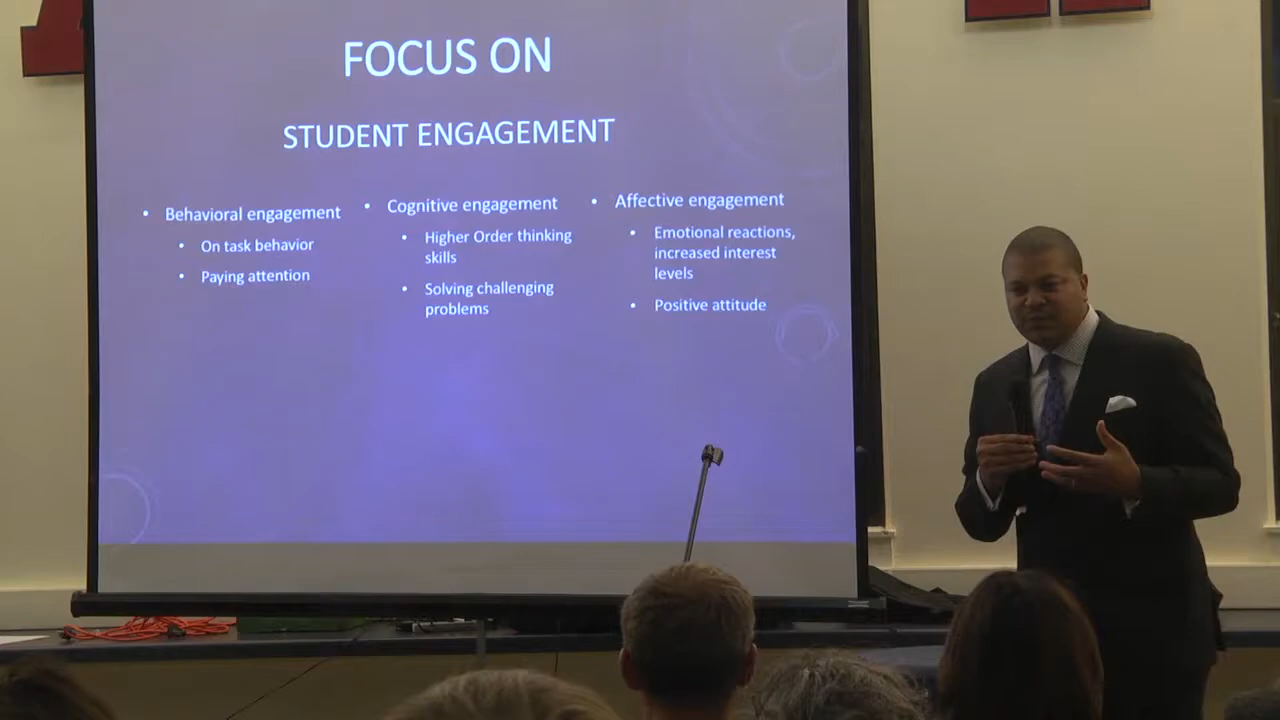 FOCUS ON
STUDENT ENGAGEMENT
• Behavioral engagement
• On task behavior
• Paying attention
• Cognitive engagement
• Higher Order thinking
skills
• Solving challenging
problems
• Affective engagement
• Emotional reactions,
increased interest
levels
• Positive attitude